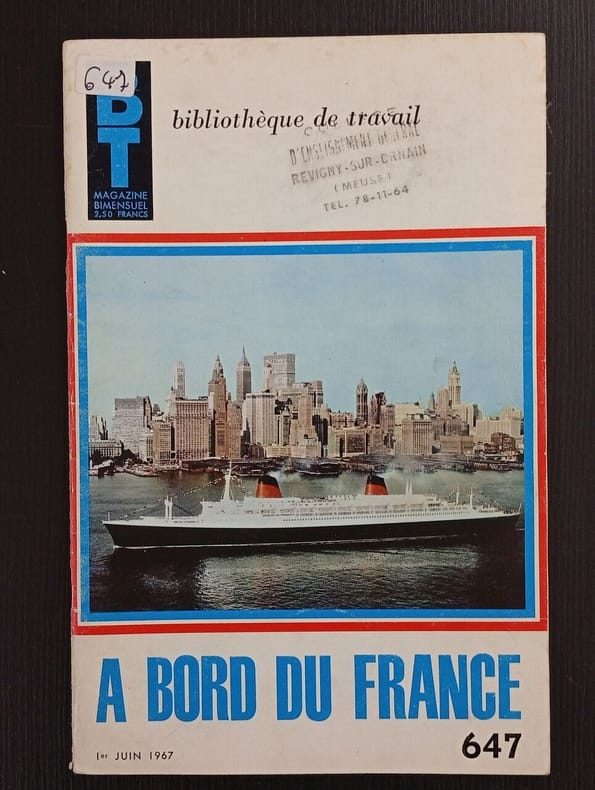 647
BT
bibliothèque de travail
D'ENSEIGNEMENT GÉNÉRAL
REVIGNY-SUR-ORNAIN
(MEUSE)
TEL. 78-11-64
MAGAZINE
BIMENSUEL
2,50 FRANCS
A BORD DU FRANCE
647
1er JUIN 1967